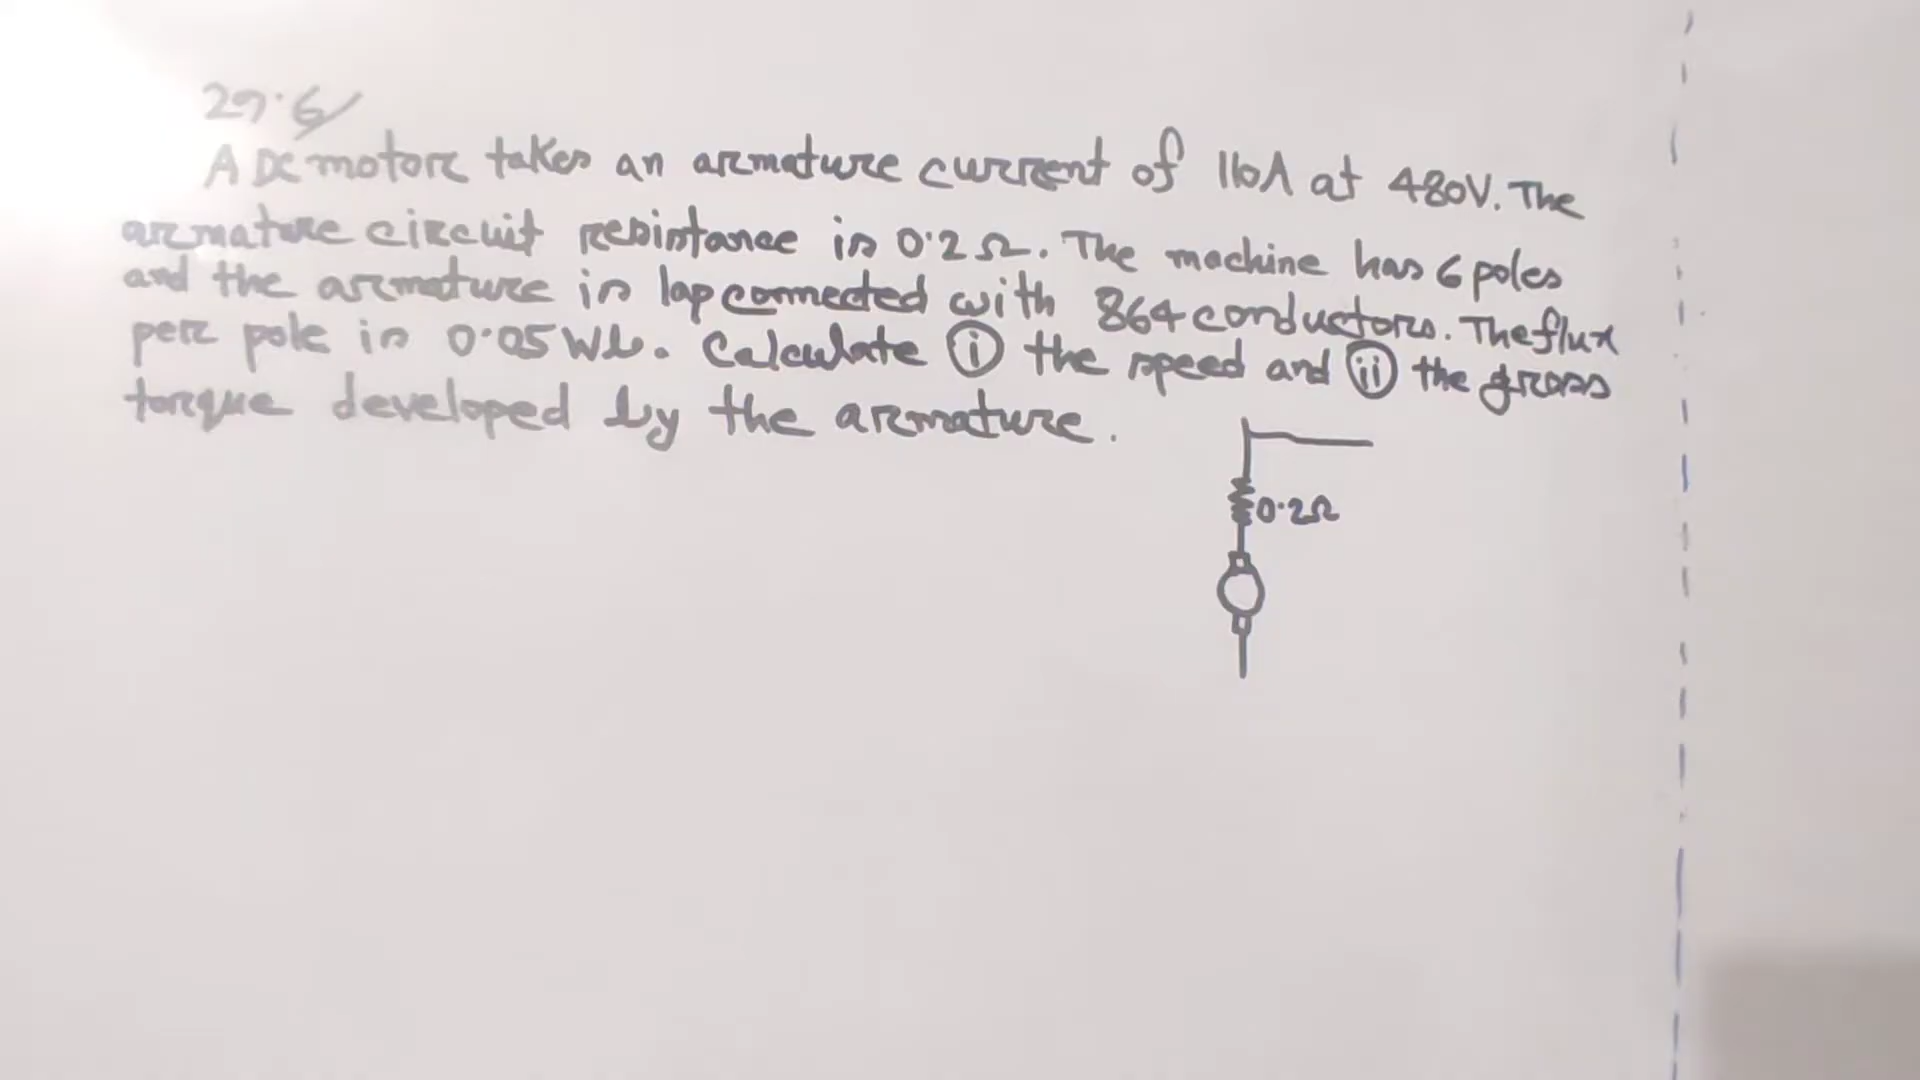 29.6/
A DC motor takes an armature current of 110A at 480V. The
armature circuit resistance is 0.2 Ω. The machine has 6 poles
and the armature is lap connected with 864 conductors. The flux
per pole is 0.05 Wb. Calculate (i) the speed and (ii) the gross
torque developed by the armature.
0.2Ω